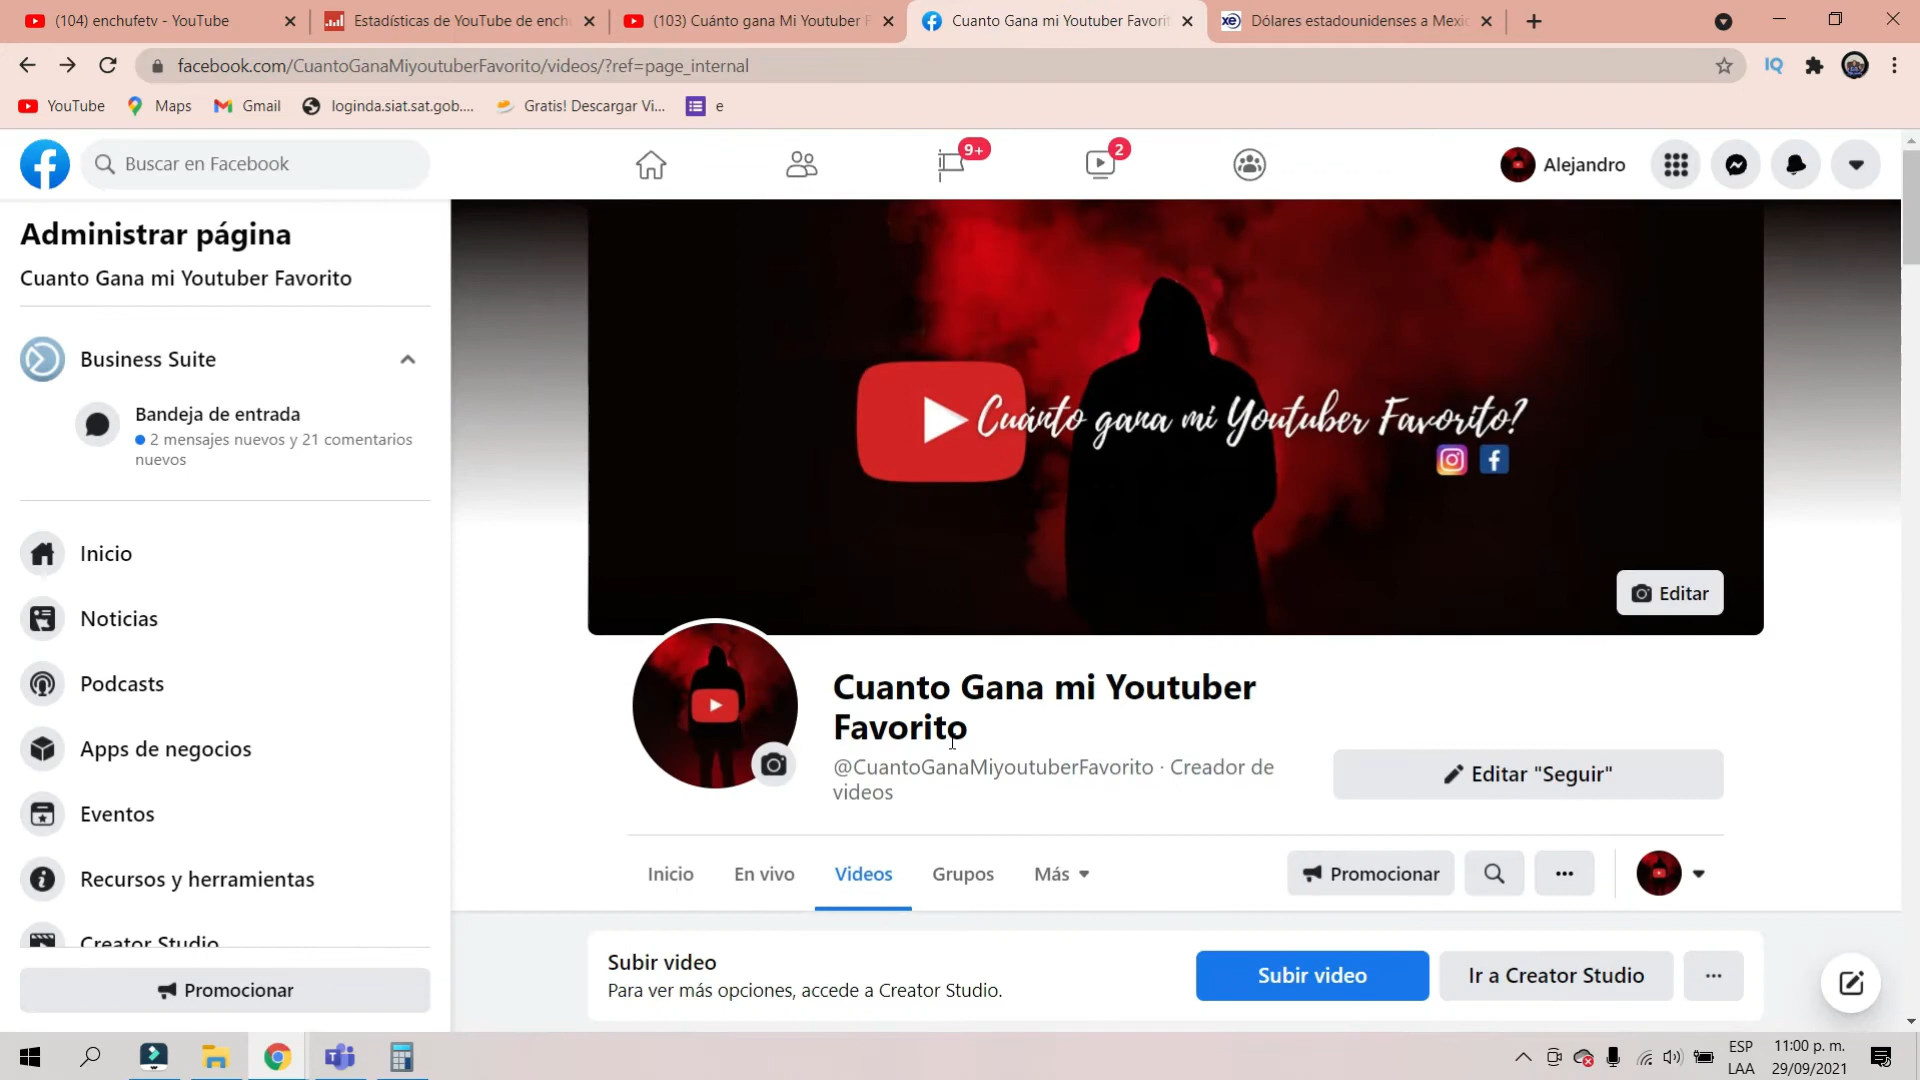 (104) enchufetv - YouTube
Estadísticas de YouTube de ench
(103) Cuánto gana Mi Youtuber F
Cuanto Gana mi Youtuber Favorit
Dólares estadounidenses a Mexic
facebook.com/CuantoGanaMiyoutuberFavorito/videos/?ref=page_internal
IQ
YouTube
Maps
Gmail
loginda.siat.sat.gob....
Gratis! Descargar Vi...
e
Buscar en Facebook
9+
2
Alejandro
Administrar página
Cuanto Gana mi Youtuber Favorito
Business Suite
Bandeja de entrada
2 mensajes nuevos y 21 comentarios
nuevos
Inicio
Noticias
Podcasts
Apps de negocios
Eventos
Recursos y herramientas
Creator Studio
Promocionar
Cuánto gana mi Youtuber Favorito?
Editar
Cuanto Gana mi Youtuber
Favorito
@CuantoGanaMiyoutuberFavorito · Creador de
videos
Editar "Seguir"
Inicio
En vivo
Videos
Grupos
Más
Promocionar
Subir video
Para ver más opciones, accede a Creator Studio.
Subir video
Ir a Creator Studio
ESP
LAA
11:00 p. m.
29/09/2021